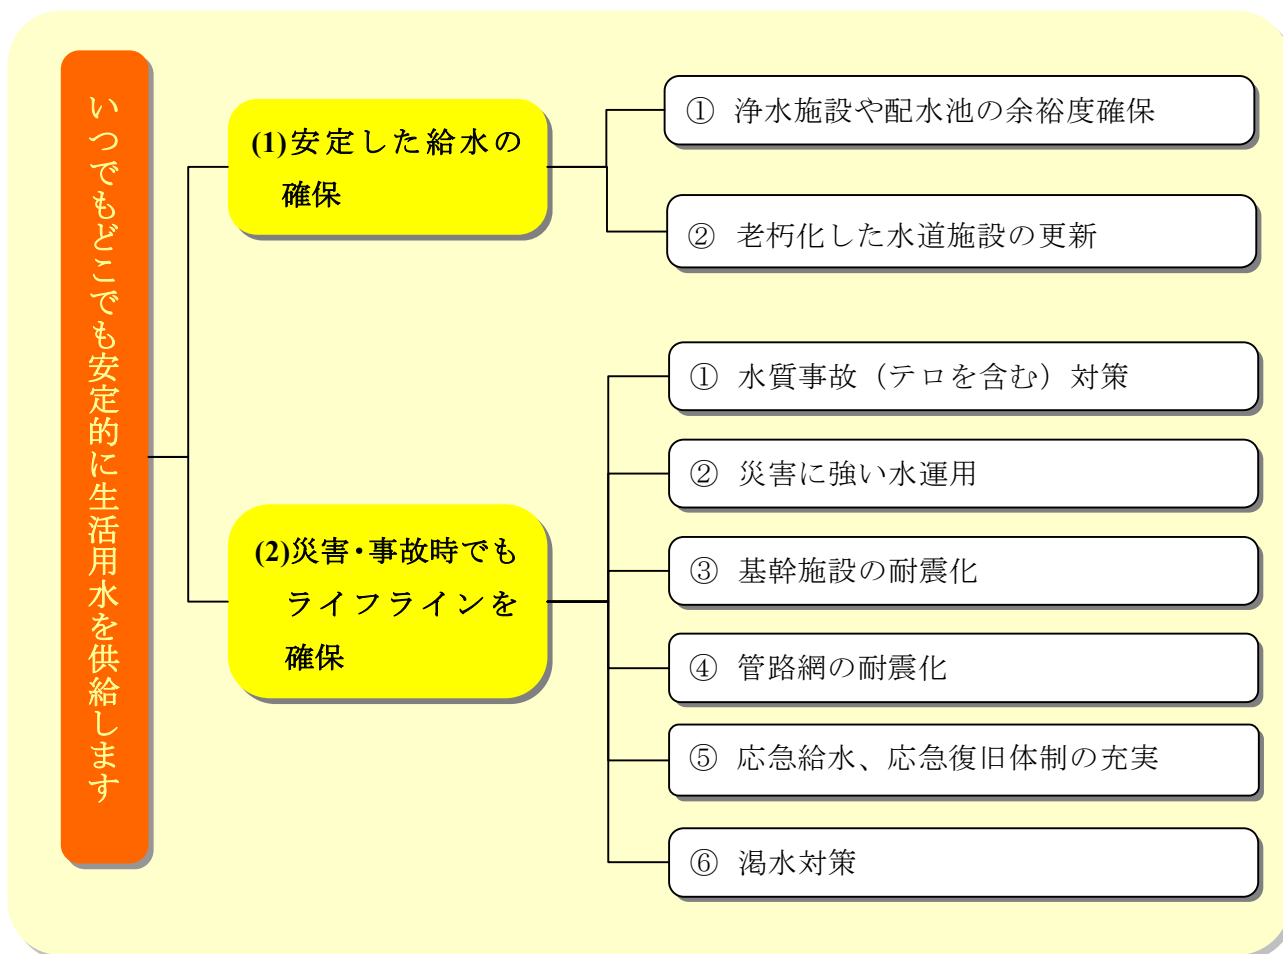 いつでもどこでも安定的に生活用水を供給します
(1)安定した給水の
確保
① 浄水施設や配水池の余裕度確保
② 老朽化した水道施設の更新
(2)災害・事故時でも
ライフラインを
確保
① 水質事故（テロを含む）対策
② 災害に強い水運用
③ 基幹施設の耐震化
④ 管路網の耐震化
⑤ 応急給水、応急復旧体制の充実
⑥ 渇水対策